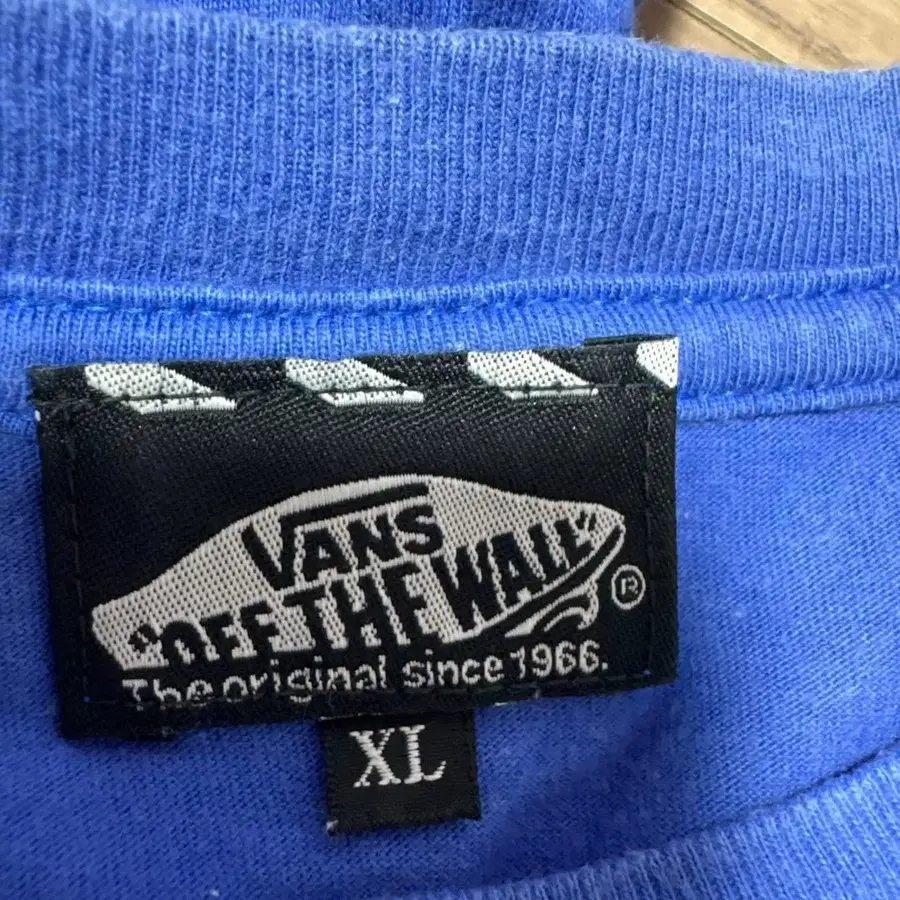 VANS
"OFF THE WALL"
®
The original since 1966.
XL